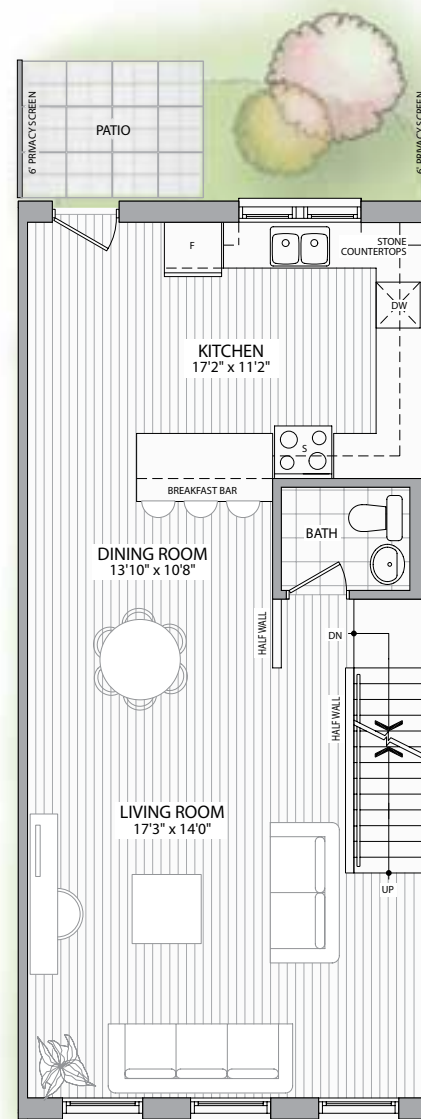 6' PRIVACY SCREEN
PATIO
6' PRIVACY SCREEN
F
STONE
COUNTERTOPS
DW
KITCHEN
17'2" x 11'2"
S
BREAKFAST BAR
BATH
DINING ROOM
13'10" x 10'8"
HALF WALL
DN
HALF WALL
LIVING ROOM
17'3" x 14'0"
UP